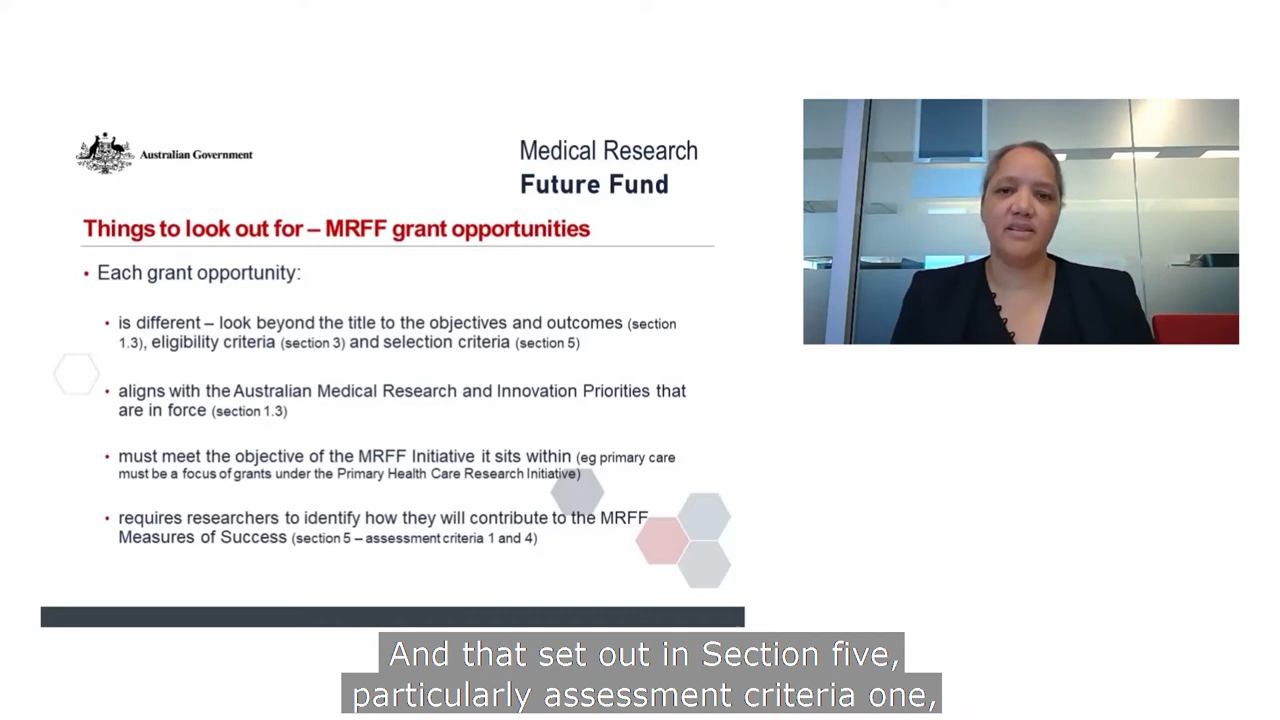 Australian Government
Medical Research
Future Fund
Things to look out for – MRFF grant opportunities
• Each grant opportunity:
• is different – look beyond the title to the objectives and outcomes (section
1.3), eligibility criteria (section 3) and selection criteria (section 5)
• aligns with the Australian Medical Research and Innovation Priorities that
are in force (section 1.3)
• must meet the objective of the MRFF Initiative it sits within (eg primary care
must be a focus of grants under the Primary Health Care Research Initiative)
• requires researchers to identify how they will contribute to the MRFF
Measures of Success (section 5 – assessment criteria 1 and 4)
And that set out in Section five,
particularly assessment criteria one,